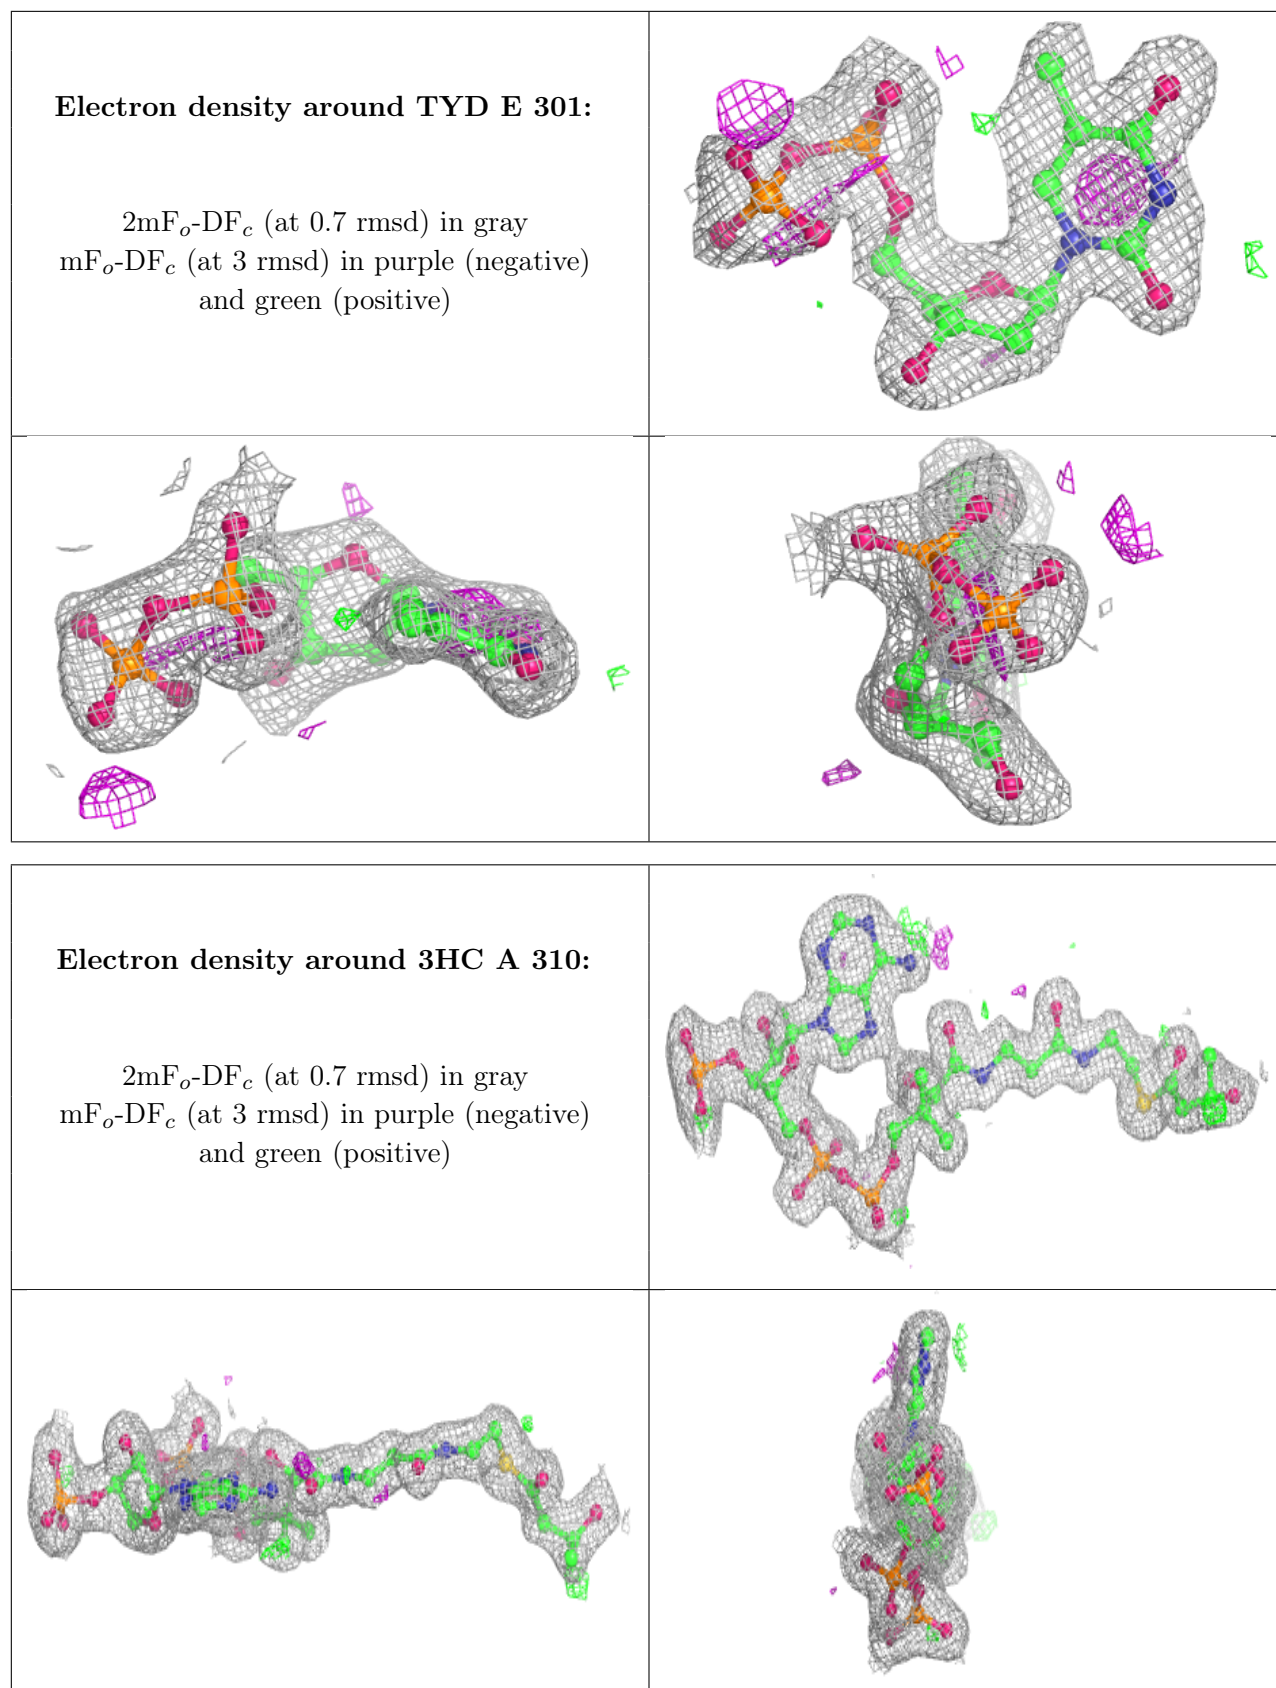 Electron density around TYD E 301:
2mFo-DFc (at 0.7 rmsd) in gray
mFo-DFc (at 3 rmsd) in purple (negative)
and green (positive)
Electron density around 3HC A 310:
2mFo-DFc (at 0.7 rmsd) in gray
mFo-DFc (at 3 rmsd) in purple (negative)
and green (positive)